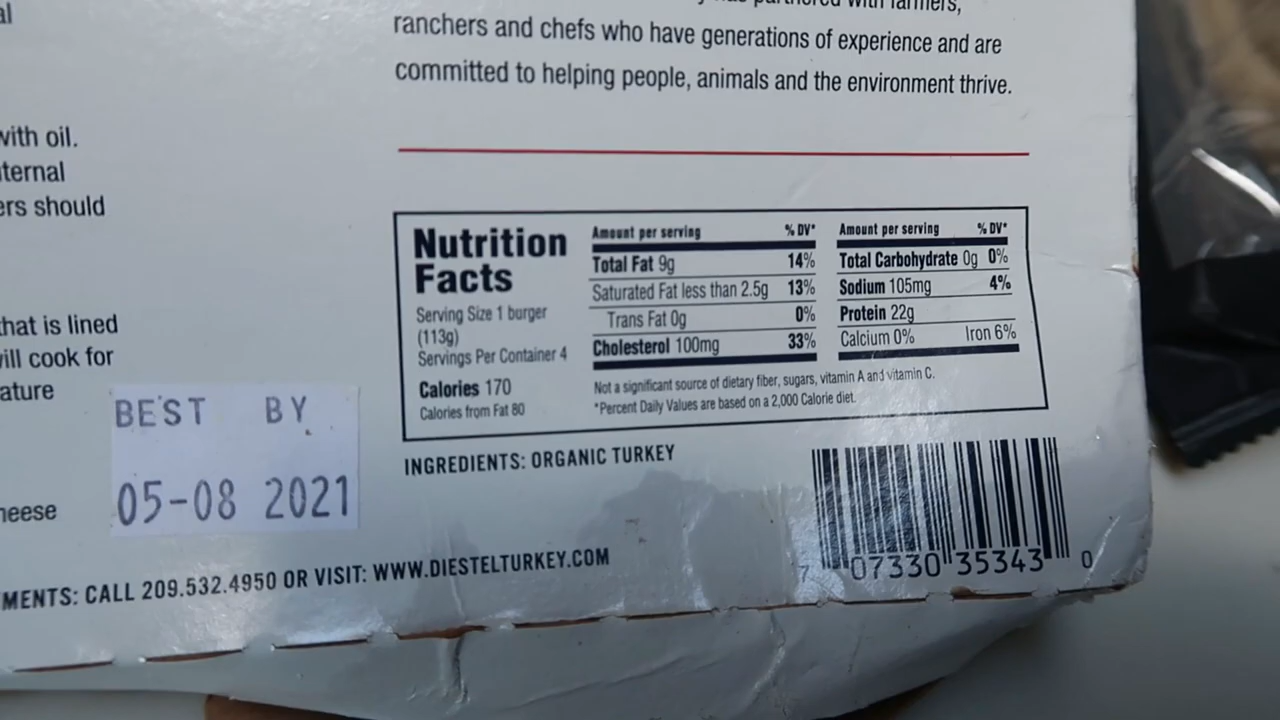 al
partnered with farmers,
ranchers and chefs who have generations of experience and are
committed to helping people, animals and the environment thrive.
with oil.
ternal
ers should
that is lined
will cook for
ature
heese
BEST BY
05-08 2021
Nutrition
Facts
Serving Size 1 burger
(113g)
Servings Per Container 4
Calories 170
Calories from Fat 80
Amount per serving % DV*
Total Fat 9g 14%
Saturated Fat less than 2.5g 13%
Trans Fat 0g 0%
Cholesterol 100mg 33%
Amount per serving % DV*
Total Carbohydrate 0g 0%
Sodium 105mg 4%
Protein 22g
Calcium 0% Iron 6%
Not a significant source of dietary fiber, sugars, vitamin A and vitamin C.
*Percent Daily Values are based on a 2,000 Calorie diet.
INGREDIENTS: ORGANIC TURKEY
MENTS: CALL 209.532.4950 OR VISIT: WWW.DIESTELTURKEY.COM
7 07330 35343 0